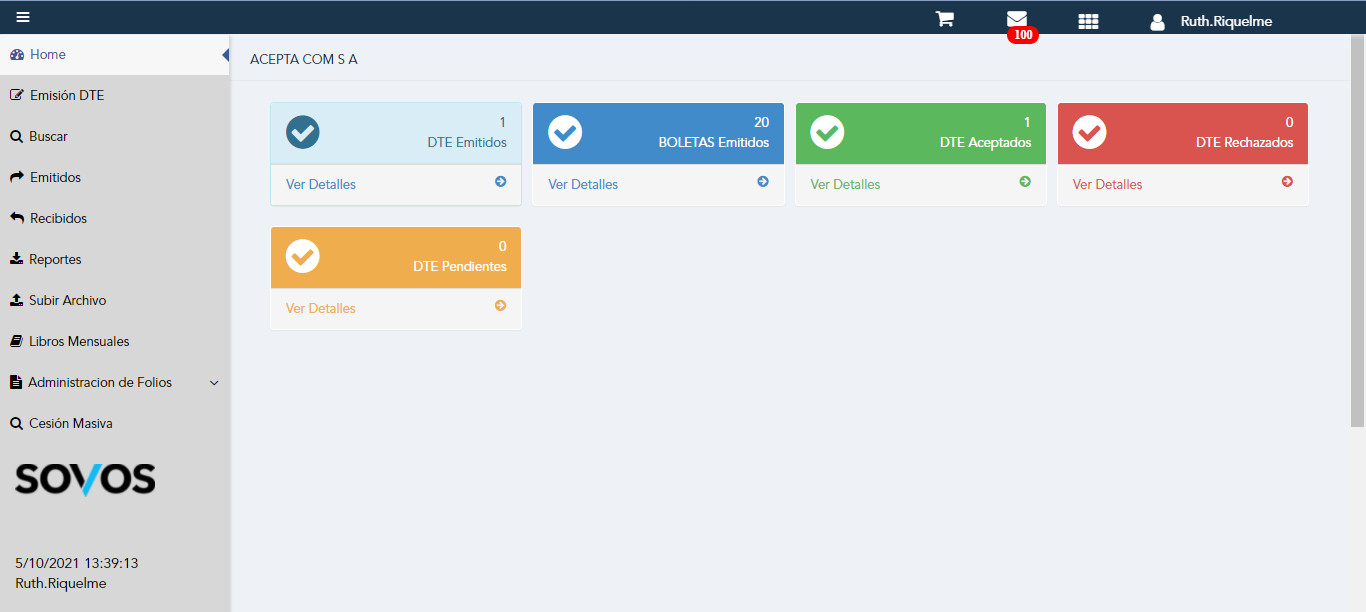 100
Ruth.Riquelme
Home
Emisión DTE
Buscar
Emitidos
Recibidos
Reportes
Subir Archivo
Libros Mensuales
Administracion de Folios
Cesión Masiva
SOVOS
5/10/2021 13:39:13
Ruth.Riquelme
ACEPTA COM S A
1
DTE Emitidos
Ver Detalles
20
BOLETAS Emitidos
Ver Detalles
1
DTE Aceptados
Ver Detalles
0
DTE Rechazados
Ver Detalles
0
DTE Pendientes
Ver Detalles